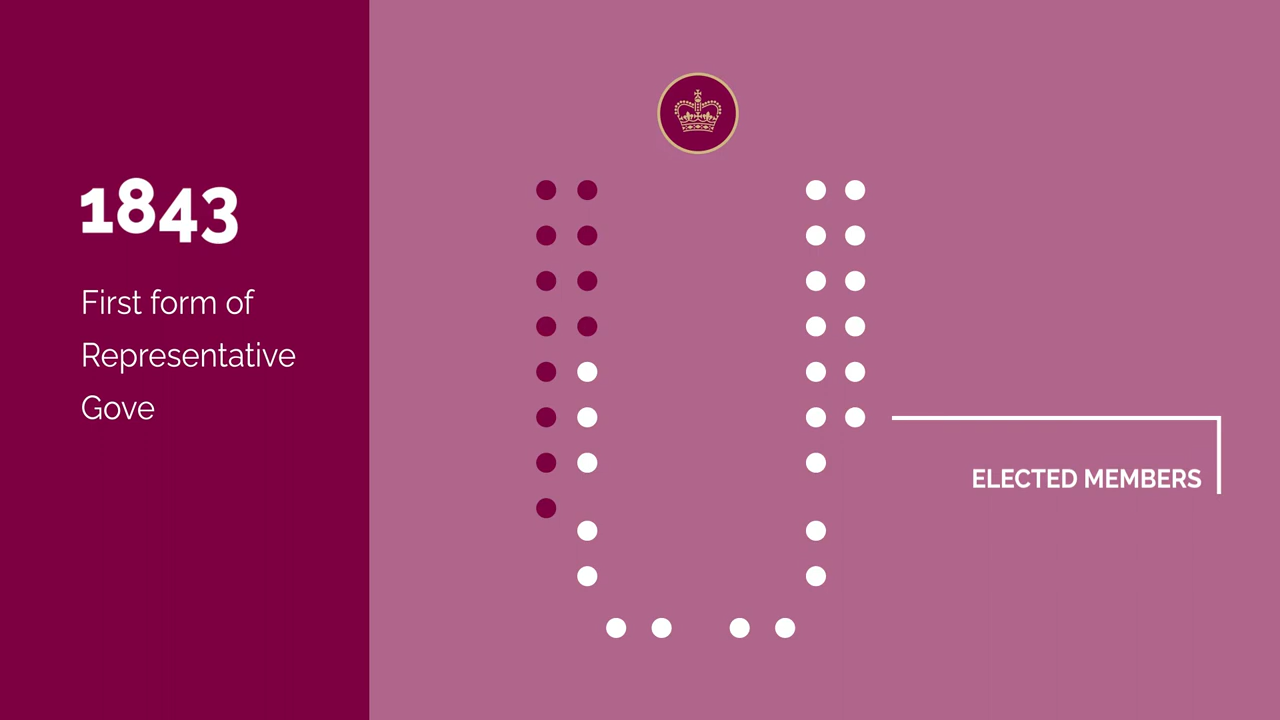 1843
First form of
Representative
Gove
ELECTED MEMBERS